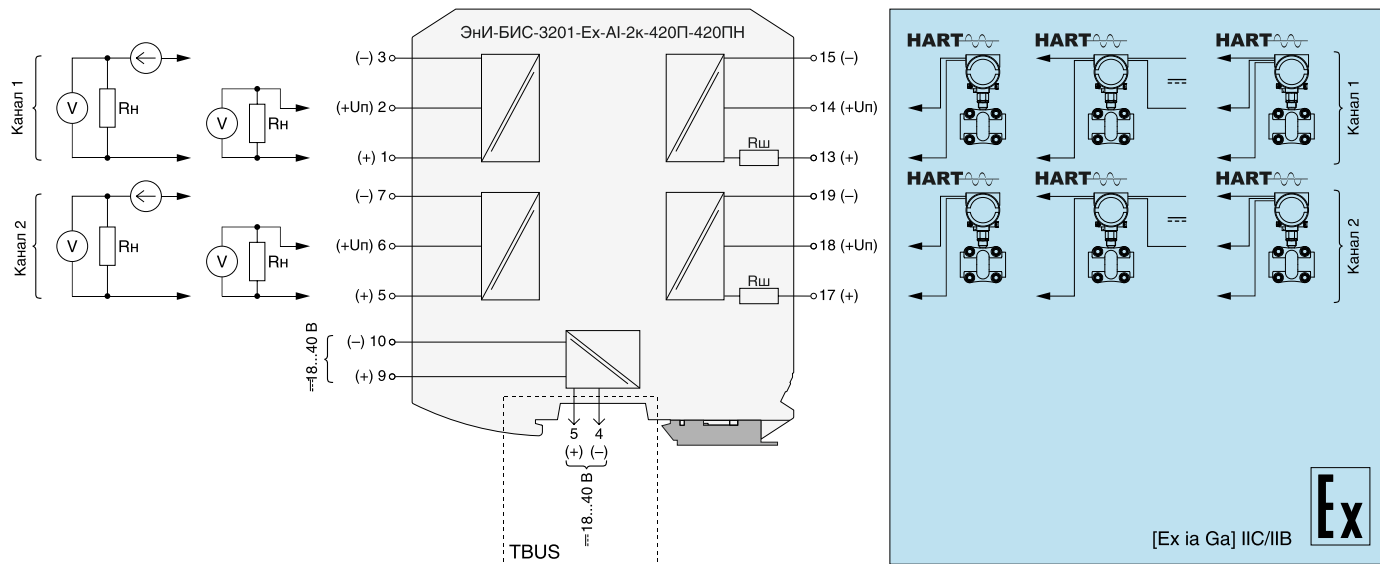 ЭнИ-БИС-3201-Ex-AI-2к-420П-420ПН
Канал 1
V
Rн
V
Rн
(–) 3
(+Uп) 2
(+) 1
Rш
15 (–)
14 (+Uп)
13 (+)
HART
HART
HART
Канал 1
Канал 2
V
Rн
V
Rн
(–) 7
(+Uп) 6
(+) 5
Rш
19 (–)
18 (+Uп)
17 (+)
HART
HART
HART
Канал 2
18...40 В
(–) 10
(+) 9
5 4
(+) (–)
18...40 В
TBUS
[Ex ia Ga] IIC/IIB
Ex